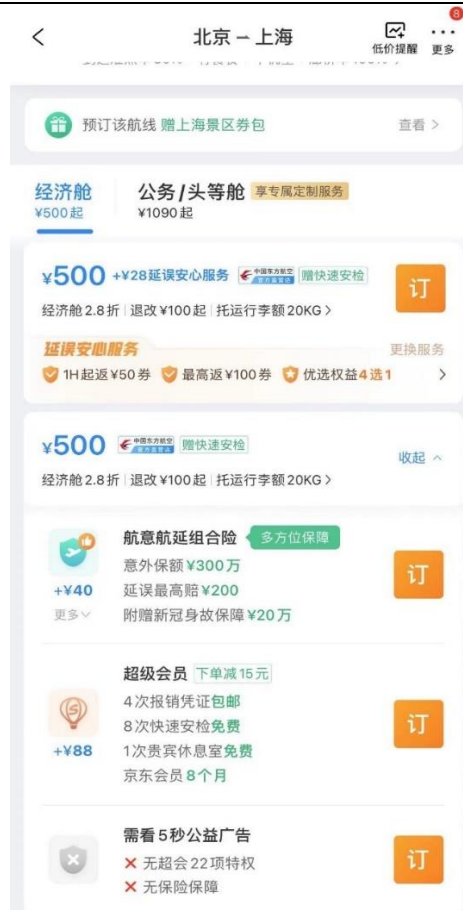 8
北京 — 上海
低价提醒
更多
预订该航线 赠上海景区券包
查看 >
经济舱
¥500起
公务/头等舱 享专属定制服务
¥1090起
¥500 +¥28延误安心服务 中国东方航空 赠快速安检
订
经济舱2.8折 退改¥100起 托运行李额20KG >
延误安心服务
更换服务
1H起返¥50券 最高返¥100券 优选权益4选1 >
¥500 中国东方航空 赠快速安检
收起
经济舱2.8折 退改¥100起 托运行李额20KG >
航意航延组合险 多方位保障
意外保额¥300万
+¥40
延误最高赔¥200
订
更多
附赠新冠身故保障¥20万
超级会员 下单减15元
4次报销凭证包邮
8次快速安检免费
订
+¥88
1次贵宾休息室免费
京东会员8个月
需看5秒公益广告
× 无超会22项特权
订
× 无保险保障